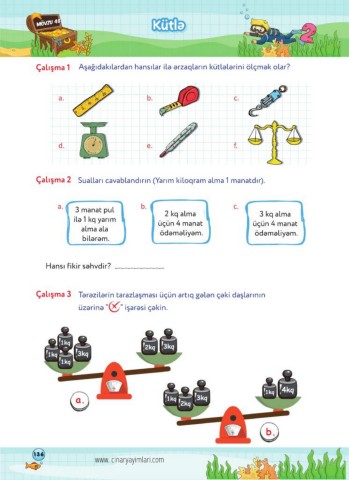 MÖVZU 49
Kütlə
2
Çalışma 1 Aşağıdakılardan hansılar ilə ərzaqların kütlələrini ölçmək olar?
a. b. c.
d. e. f.
Çalışma 2 Sualları cavablandırın (Yarım kiloqram alma 1 manatdır).
a. b. c.
3 manat pul
ilə 1 kq yarım
alma ala
bilərəm.
2 kq alma
üçün 4 manat
ödəməliyəm.
3 kq alma
üçün 4 manat
ödəməliyəm.
Hansı fikir səhvdir? ____________
Çalışma 3 Tərəzilərin tarazlaşması üçün artıq gələn çəki daşlarının
üzərinə "x" işarəsi çəkin.
1kq
1kq 3kq
2kq 3kq
a.
1kq 2kq 3kq
1kq 4kq
b.
134
www.cinaryayimlari.com